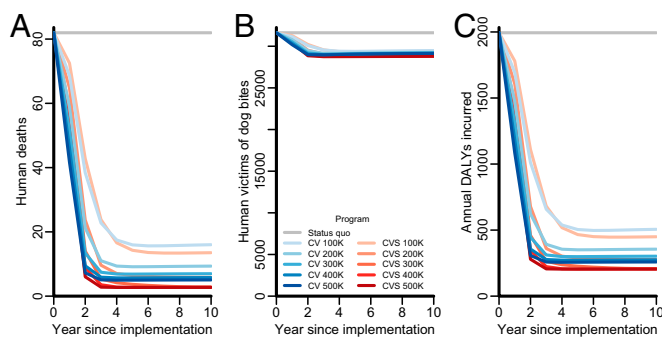 A
B
C
Human deaths
80
60
40
20
0
0 2 4 6 8 10
Year since implementation
Human victims of dog bites
25000
15000
5000
0
0 2 4 6 8 10
Year since implementation
Program
Status quo
CV 100K
CV 200K
CV 300K
CV 400K
CV 500K
CVS 100K
CVS 200K
CVS 300K
CVS 400K
CVS 500K
Annual DALYs incurred
2000
1500
1000
500
0
0 2 4 6 8 10
Year since implementation